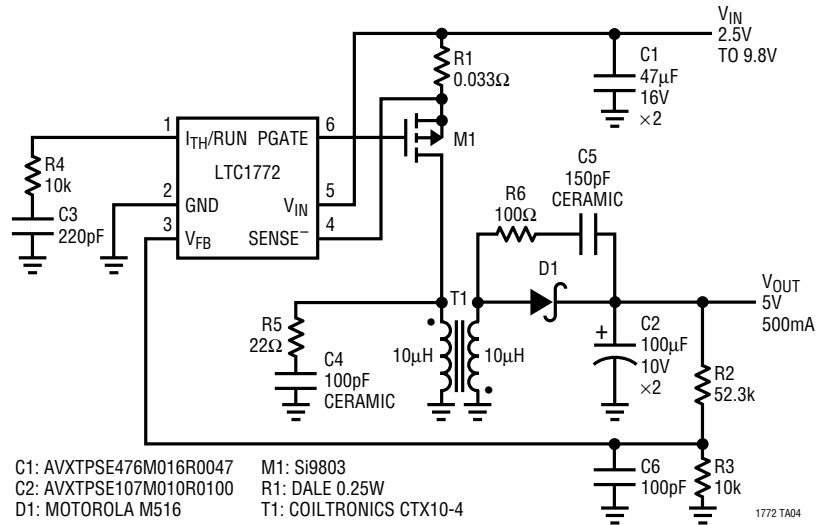 V_IN
2.5V
TO 9.8V
R1
0.033Ω
C1
47µF
16V
×2
1
I_TH/RUN PGATE
6
M1
LTC1772
R4
10k
2
GND
V_IN
5
C3
220pF
3
V_FB
SENSE⁻
4
C5
150pF
CERAMIC
R6
100Ω
D1
T1
V_OUT
5V
500mA
R5
22Ω
C4
100pF
CERAMIC
10µH
10µH
+
C2
100µF
10V
×2
R2
52.3k
C6
100pF
R3
10k
C1: AVXTPSE476M016R0047
C2: AVXTPSE107M010R0100
D1: MOTOROLA M516
M1: Si9803
R1: DALE 0.25W
T1: COILTRONICS CTX10-4
1772 TA04